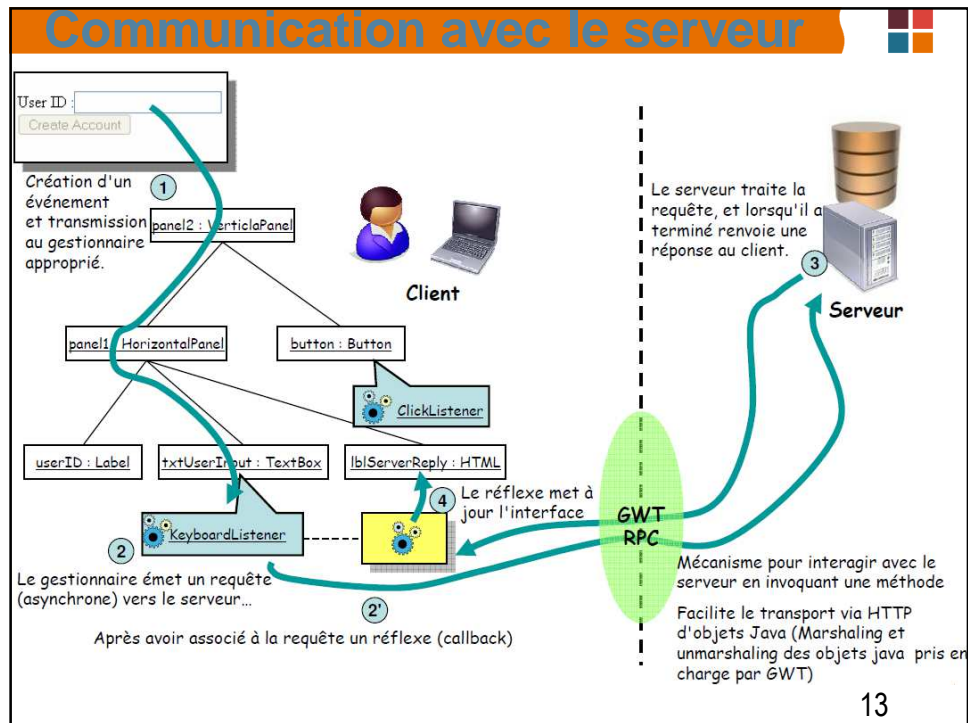 Communication avec le serveur
User ID :
Create Account
Création d'un
événement
et transmission
au gestionnaire
approprié.
1
panel2 : VerticlaPanel
Client
Le serveur traite la
requête, et lorsqu'il a
terminé renvoie une
réponse au client.
3
Serveur
panel1 : HorizontalPanel
button : Button
ClickListener
userID : Label
txtUserInput : TextBox
lblServerReply : HTML
4
Le réflexe met à
jour l'interface
GWT
RPC
KeyboardListener
2
Le gestionnaire émet un requête
(asynchrone) vers le serveur…
2'
Après avoir associé à la requête un réflexe (callback)
Mécanisme pour interagir avec le
serveur en invoquant une méthode
Facilite le transport via HTTP
d'objets Java (Marshaling et
unmarshaling des objets java pris en
charge par GWT)
13